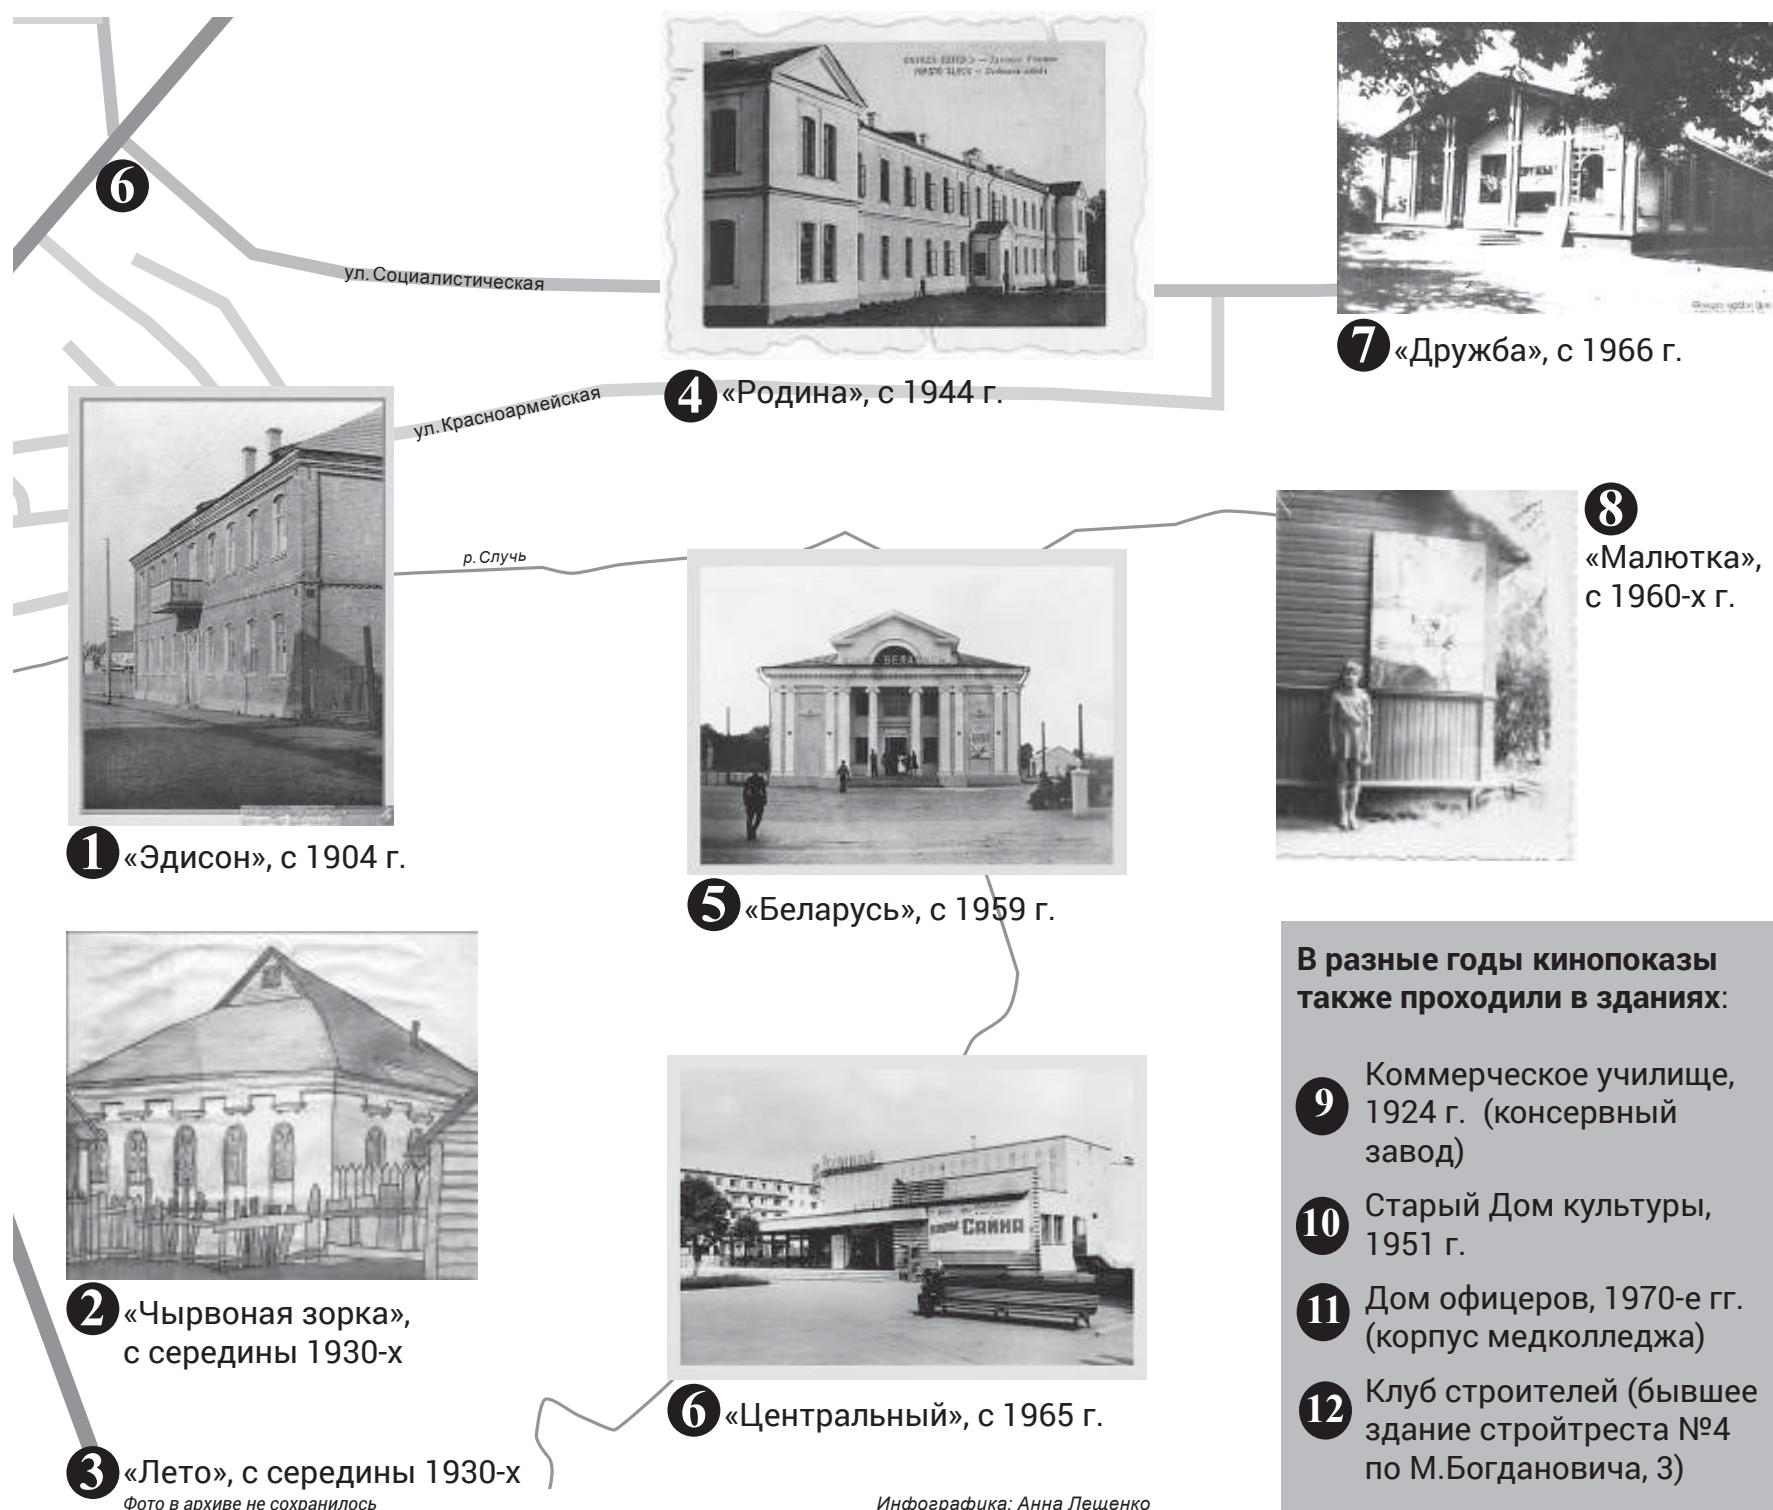 6
ул. Социалистическая
7
«Дружба», с 1966 г.
4
«Родина», с 1944 г.
ул. Красноармейская
8
«Малютка»,
с 1960-х г.
р. Случь
1
«Эдисон», с 1904 г.
5
«Беларусь», с 1959 г.
2
«Чырвоная зорка»,
с середины 1930-х
САЙНА
6
«Центральный», с 1965 г.
3
«Лето», с середины 1930-х
Фото в архиве не сохранилось
Инфографика: Анна Лещенко
В разные годы кинопоказы
также проходили в зданиях:
9
Коммерческое училище,
1924 г. (консервный
завод)
10
Старый Дом культуры,
1951 г.
11
Дом офицеров, 1970-е гг.
(корпус медколледжа)
12
Клуб строителей (бывшее
здание стройтреста №4
по М.Богдановича, 3)